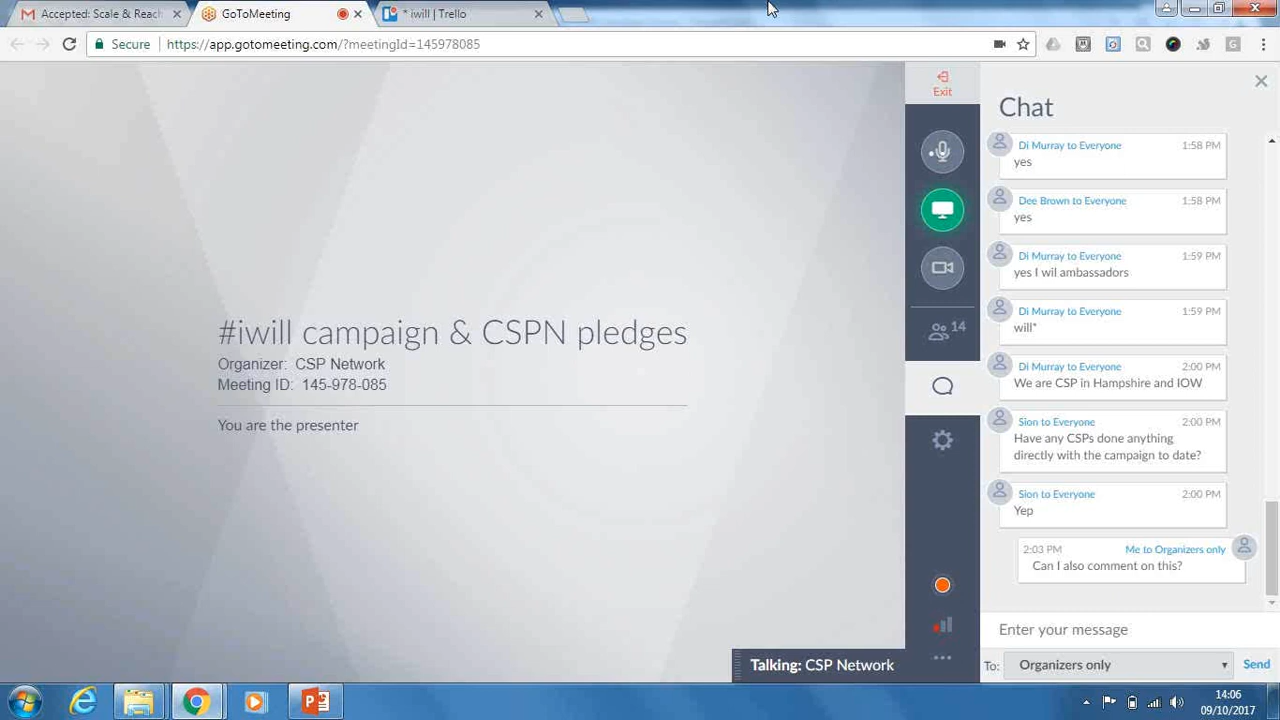 Accepted: Scale & Reach
GoToMeeting
* iwill | Trello
Secure
https://app.gotomeeting.com/?meetingId=145978085
#iwill campaign & CSPN pledges
Organizer: CSP Network
Meeting ID: 145-978-085
You are the presenter
Talking: CSP Network
Exit
14
Chat
Di Murray to Everyone 1:58 PM
yes
Dee Brown to Everyone 1:58 PM
yes
Di Murray to Everyone 1:59 PM
yes I wil ambassadors
Di Murray to Everyone 1:59 PM
will*
Di Murray to Everyone 2:00 PM
We are CSP in Hampshire and IOW
Sion to Everyone 2:00 PM
Have any CSPs done anything
directly with the campaign to date?
Sion to Everyone 2:00 PM
Yep
2:03 PM Me to Organizers only
Can I also comment on this?
Enter your message
To: Organizers only Send
14:06
09/10/2017